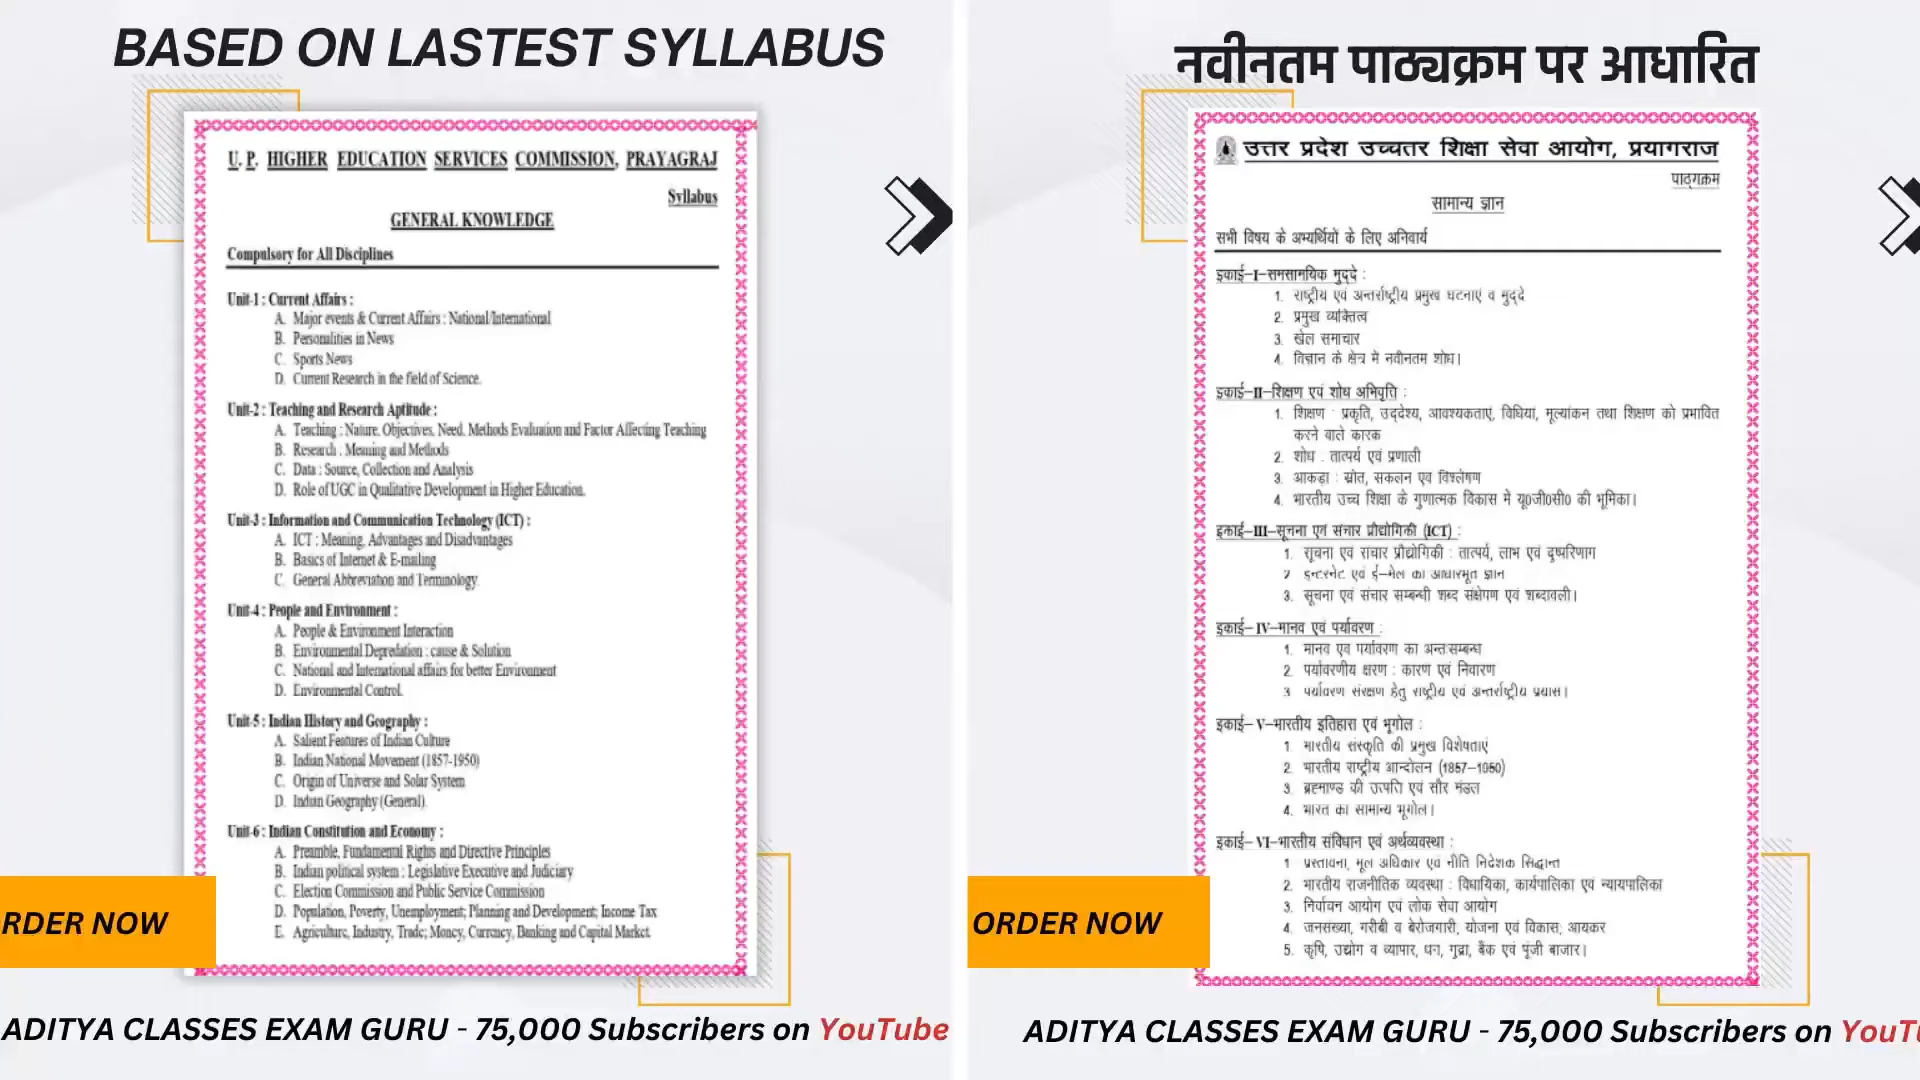 BASED ON LASTEST SYLLABUS
U. P. HIGHER EDUCATION SERVICES COMMISSION, PRAYAGRAJ
Syllabus
GENERAL KNOWLEDGE
Compulsory for All Disciplines
Unit-1 : Current Affairs :
A. Major events & Current Affairs : National/International
B. Personalities in News
C. Sports News
D. Current Research in the field of Science.
Unit-2 : Teaching and Research Aptitude :
A. Teaching : Nature, Objectives, Need, Methods Evaluation and Factor Affecting Teaching
B. Research : Meaning and Methods
C. Data : Source, Collection and Analysis
D. Role of UGC in Qualitative Development in Higher Education.
Unit-3 : Information and Communication Technology (ICT) :
A. ICT : Meaning, Advantages and Disadvantages
B. Basics of Internet & E-mailing
C. General Abbreviation and Terminology.
Unit-4 : People and Environment :
A. People & Environment Interaction
B. Environmental Depredation : cause & Solution
C. National and International affairs for better Environment
D. Environmental Control.
Unit-5 : Indian History and Geography :
A. Salient Features of Indian Culture
B. Indian National Movement (1857-1950)
C. Origin of Universe and Solar System
D. Indian Geography (General).
Unit-6 : Indian Constitution and Economy :
A. Preamble, Fundamental Rights and Directive Principles
B. Indian political system : Legislative Executive and Judiciary
C. Election Commission and Public Service Commission
D. Population, Poverty, Unemployment; Planning and Development; Income Tax
E. Agriculture, Industry, Trade; Money, Currency, Banking and Capital Market.
RDER NOW
ADITYA CLASSES EXAM GURU - 75,000 Subscribers on YouTube
नवीनतम पाठ्यक्रम पर आधारित
उत्तर प्रदेश उच्चतर शिक्षा सेवा आयोग, प्रयागराज
पाठ्यक्रम
सामान्य ज्ञान
सभी विषय के अभ्यर्थियों के लिए अनिवार्य
इकाई–I–समसामयिक मुद्दे :
1. राष्ट्रीय एवं अन्तर्राष्ट्रीय प्रमुख घटनाएं व मुद्दे
2. प्रमुख व्यक्तित्व
3. खेल समाचार
4. विज्ञान के क्षेत्र में नवीनतम शोध।
इकाई–II–शिक्षण एवं शोध अभिवृति :
1. शिक्षण : प्रकृति, उद्देश्य, आवश्यकताएं, विधियां, मूल्यांकन तथा शिक्षण को प्रभावित
करने वाले कारक
2. शोध : तात्पर्य एवं प्रणाली
3. आकड़ा : स्रोत, संकलन एवं विश्लेषण
4. भारतीय उच्च शिक्षा के गुणात्मक विकास में यू0जी0सी0 की भूमिका।
इकाई–III–सूचना एवं संचार प्रौद्योगिकी (ICT) :
1. सूचना एवं संचार प्रौद्योगिकी : तात्पर्य, लाभ एवं दुष्परिणाम
2 इन्टरनेट एवं ई–मेल का आधारभूत ज्ञान
3. सूचना एवं संचार सम्बन्धी शब्द संक्षेपण एवं शब्दावली।
इकाई–IV–मानव एवं पर्यावरण :
1. मानव एवं पर्यावरण का अन्तःसम्बन्ध
2. पर्यावरणीय क्षरण : कारण एवं निवारण
3 पर्यावरण संरक्षण हेतु राष्ट्रीय एवं अन्तर्राष्ट्रीय प्रयास।
इकाई–V–भारतीय इतिहास एवं भूगोल :
1 भारतीय संस्कृति की प्रमुख विशेषताएं
2. भारतीय राष्ट्रीय आन्दोलन (1857–1950)
3. ब्रह्माण्ड की उत्पत्ति एवं सौर मंडल
4. भारत का सामान्य भूगोल।
इकाई–VI–भारतीय संविधान एवं अर्थव्यवस्था :
1 प्रस्तावना, मूल अधिकार एवं नीति निदेशक सिद्धान्त
2. भारतीय राजनीतिक व्यवस्था : विधायिका, कार्यपालिका एवं न्यायपालिका
3. निर्वाचन आयोग एवं लोक सेवा आयोग
4. जनसंख्या, गरीबी व बेरोजगारी, योजना एवं विकास; आयकर
5. कृषि, उद्योग व व्यापार, धन, मुद्रा, बैंक एवं पूंजी बाजार।
ORDER NOW
ADITYA CLASSES EXAM GURU - 75,000 Subscribers on YouTu